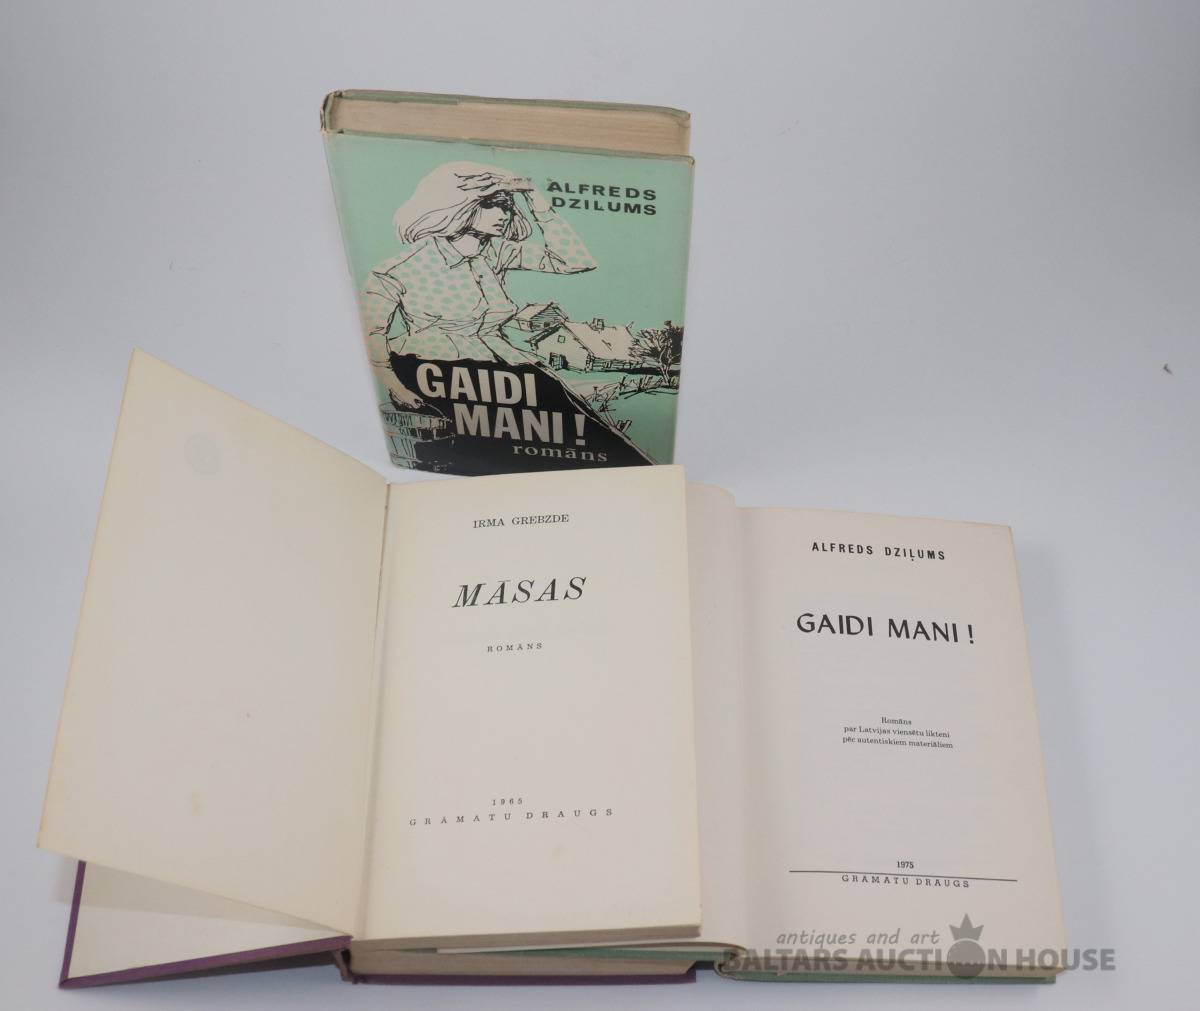 ALFREDS
DZIĻUMS
GAIDI
MANI!
romāns
IRMA GREBZDE
MĀSAS
ROMĀNS
1965
GRĀMATU DRAUGS
ALFREDS DZIĻUMS
GAIDI MANI!
Romāns
par Latvijas viensētu likteni
pēc autentiskiem materiāliem
1975
GRĀMATU DRAUGS
antiques and art
BALTARS AUCTION HOUSE